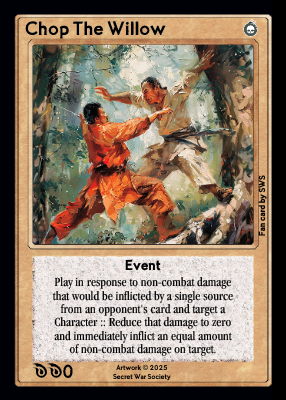 Chop The Willow
Fan card by SWS
Event
Play in response to non-combat damage
that would be inflicted by a single source
from an opponent's card and target a
Character :: Reduce that damage to zero
and immediately inflict an equal amount
of non-combat damage on target.
0
Artwork © 2025
Secret War Society